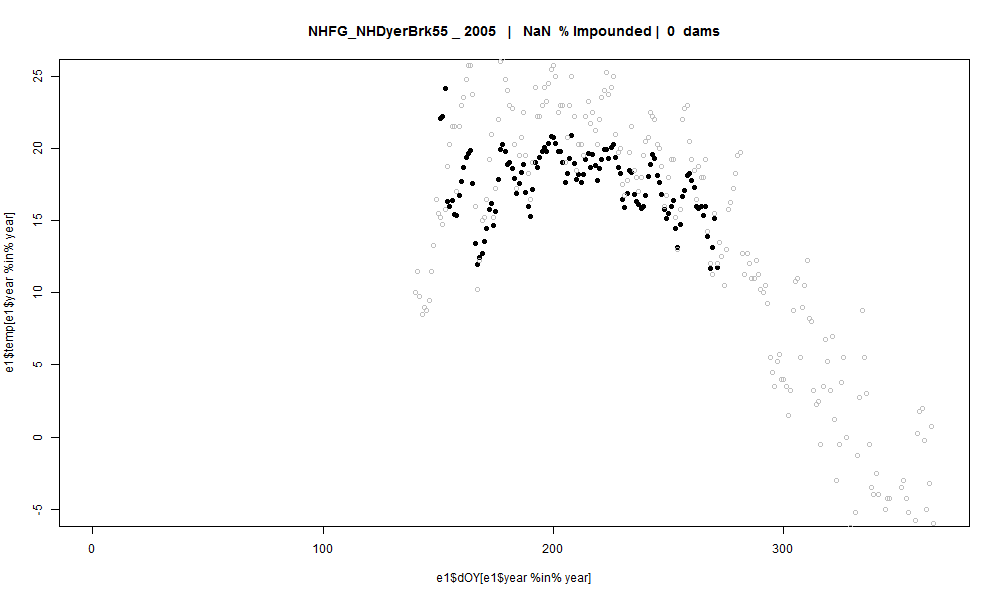 NHFG_NHDyerBrk55 _ 2005 | NaN % Impounded | 0 dams
25
20
15
10
5
0
-5
e1$temp[e1$year %in% year]
0 100 200 300
e1$dOY[e1$year %in% year]